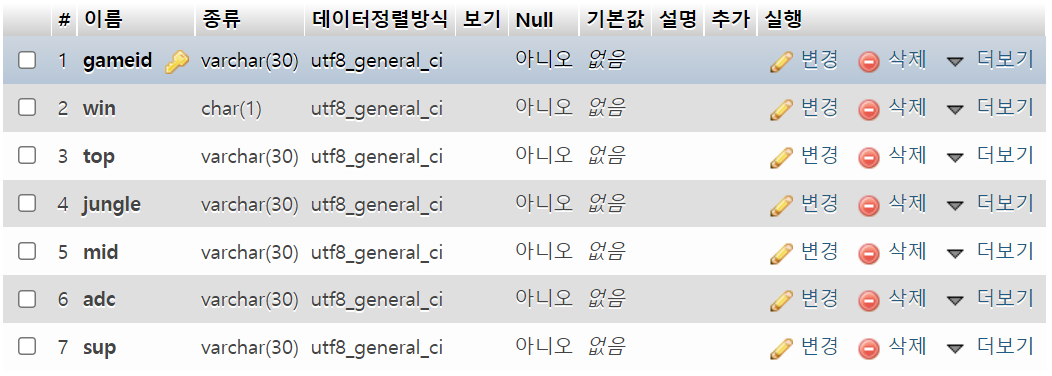 # 이름 종류 데이터정렬방식 보기 Null 기본값 설명 추가 실행
1 gameid varchar(30) utf8_general_ci 아니오 없음 변경 삭제 더보기
2 win char(1) utf8_general_ci 아니오 없음 변경 삭제 더보기
3 top varchar(30) utf8_general_ci 아니오 없음 변경 삭제 더보기
4 jungle varchar(30) utf8_general_ci 아니오 없음 변경 삭제 더보기
5 mid varchar(30) utf8_general_ci 아니오 없음 변경 삭제 더보기
6 adc varchar(30) utf8_general_ci 아니오 없음 변경 삭제 더보기
7 sup varchar(30) utf8_general_ci 아니오 없음 변경 삭제 더보기